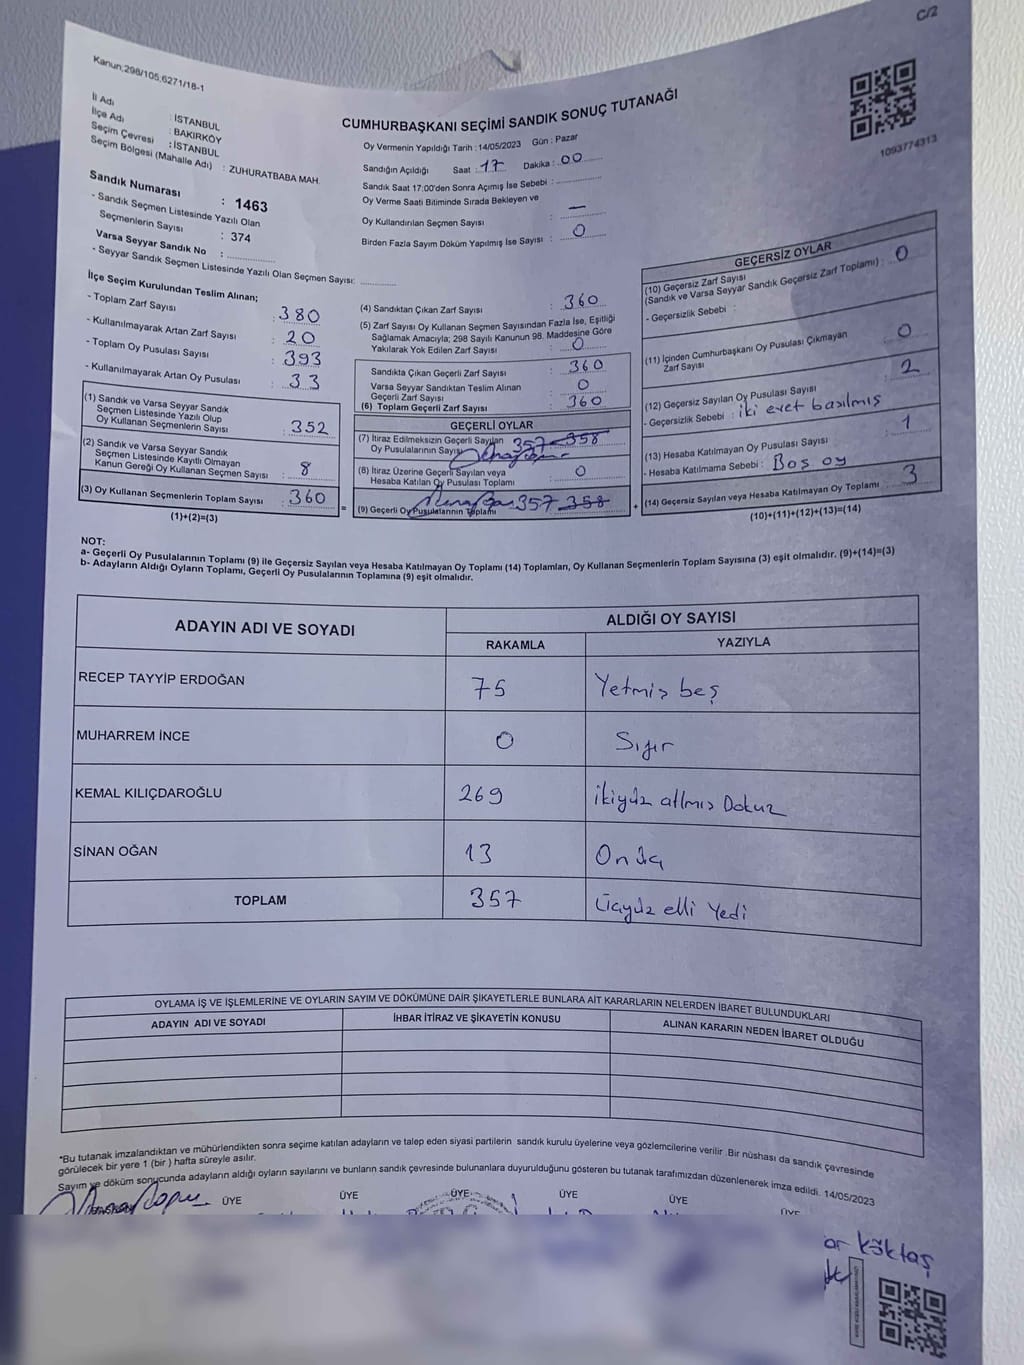 C/2
Kanun;298/105,6271/18-1
İl Adı : İSTANBUL
İlçe Adı : BAKIRKÖY
Seçim Çevresi : İSTANBUL
Seçim Bölgesi (Mahalle Adı) : ZUHURATBABA MAH.
Sandık Numarası : 1463
- Sandık Seçmen Listesinde Yazılı Olan
Seçmenlerin Sayısı : 374
Varsa Seyyar Sandık No :
- Seyyar Sandık Seçmen Listesinde Yazılı Olan Seçmen Sayısı:
CUMHURBAŞKANI SEÇİMİ SANDIK SONUÇ TUTANAĞI
Oy Vermenin Yapıldığı Tarih : 14/05/2023 Gün : Pazar
Sandığın Açıldığı Saat : 17 Dakika : 00
Sandık Saat 17:00'den Sonra Açımış İse Sebebi :
Oy Verme Saati Bitiminde Sırada Bekleyen ve
Oy Kullandırılan Seçmen Sayısı : —
Birden Fazla Sayım Döküm Yapılmış İse Sayısı : 0
1093774313
İlçe Seçim Kurulundan Teslim Alınan;
- Toplam Zarf Sayısı : 380
- Kullanılmayarak Artan Zarf Sayısı : 20
- Toplam Oy Pusulası Sayısı : 393
- Kullanılmayarak Artan Oy Pusulası : 33
(1) Sandık ve Varsa Seyyar Sandık
Seçmen Listesinde Yazılı Olup
Oy Kullanan Seçmenlerin Sayısı : 352
(2) Sandık ve Varsa Seyyar Sandık
Seçmen Listesinde Kayıtlı Olmayan
Kanun Gereği Oy Kullanan Seçmen Sayısı : 8
(3) Oy Kullanan Seçmenlerin Toplam Sayısı : 360
(1)+(2)=(3)
(4) Sandıktan Çıkan Zarf Sayısı : 360
(5) Zarf Sayısı Oy Kullanan Seçmen Sayısından Fazla İse, Eşitliği
Sağlamak Amacıyla; 298 Sayılı Kanunun 98. Maddesine Göre
Yakılarak Yok Edilen Zarf Sayısı : 0
Sandıkta Çıkan Geçerli Zarf Sayısı : 360
Varsa Seyyar Sandıktan Teslim Alınan
Geçerli Zarf Sayısı : 0
(6) Toplam Geçerli Zarf Sayısı : 360
GEÇERLİ OYLAR
(7) İtiraz Edilmeksizin Geçerli Sayılan
Oy Pusulalarının Sayısı 357 358
(8) İtiraz Üzerine Geçerli Sayılan veya
Hesaba Katılan Oy Pusulası Toplamı : 0
(9) Geçerli Oy Pusulalarının Toplamı 357 358
GEÇERSİZ OYLAR
(10) Geçersiz Zarf Sayısı
(Sandık ve Varsa Seyyar Sandık Geçersiz Zarf Toplamı) : 0
- Geçersizlik Sebebi :
(11) İçinden Cumhurbaşkanı Oy Pusulası Çıkmayan
Zarf Sayısı : 0
(12) Geçersiz Sayılan Oy Pusulası Sayısı : 2
- Geçersizlik Sebebi : iki evet basılmış
(13) Hesaba Katılmayan Oy Pusulası Sayısı : 1
- Hesaba Katılmama Sebebi : Boş oy
(14) Geçersiz Sayılan veya Hesaba Katılmayan Oy Toplamı : 3
(10)+(11)+(12)+(13)=(14)
NOT:
a- Geçerli Oy Pusulalarının Toplamı (9) ile Geçersiz Sayılan veya Hesaba Katılmayan Oy Toplamı (14) Toplamları, Oy Kullanan Seçmenlerin Toplam Sayısına (3) eşit olmalıdır. (9)+(14)=(3)
b- Adayların Aldığı Oyların Toplamı, Geçerli Oy Pusulalarının Toplamına (9) eşit olmalıdır.
ADAYIN ADI VE SOYADI ALDIĞI OY SAYISI
RAKAMLA YAZIYLA
RECEP TAYYİP ERDOĞAN 75 Yetmiş beş
MUHARREM İNCE 0 Sıfır
KEMAL KILIÇDAROĞLU 269 ikiyüz altmış Dokuz
SİNAN OĞAN 13 Onüç
TOPLAM 357 Üçyüz elli Yedi
OYLAMA İŞ VE İŞLEMLERİNE VE OYLARIN SAYIM VE DÖKÜMÜNE DAİR ŞİKAYETLERLE BUNLARA AİT KARARLARIN NELERDEN İBARET BULUNDUKLARI
ADAYIN ADI VE SOYADI İHBAR İTİRAZ VE ŞİKAYETİN KONUSU ALINAN KARARIN NEDEN İBARET OLDUĞU
*Bu tutanak imzalandıktan ve mühürlendikten sonra seçime katılan adayların ve talep eden siyasi partilerin sandık kurulu üyelerine veya gözlemcilerine verilir .Bir nüshası da sandık çevresinde
görülecek bir yere 1 (bir ) hafta süreyle asılır.
Sayım ve döküm sonucunda adayların aldığı oyların sayılarını ve bunların sandık çevresinde bulunanlara duyurulduğunu gösteren bu tutanak tarafımızdan düzenlenerek imza edildi. 14/05/2023
ÜYE ÜYE ÜYE ÜYE ÜYE ÜYE
Köktaş